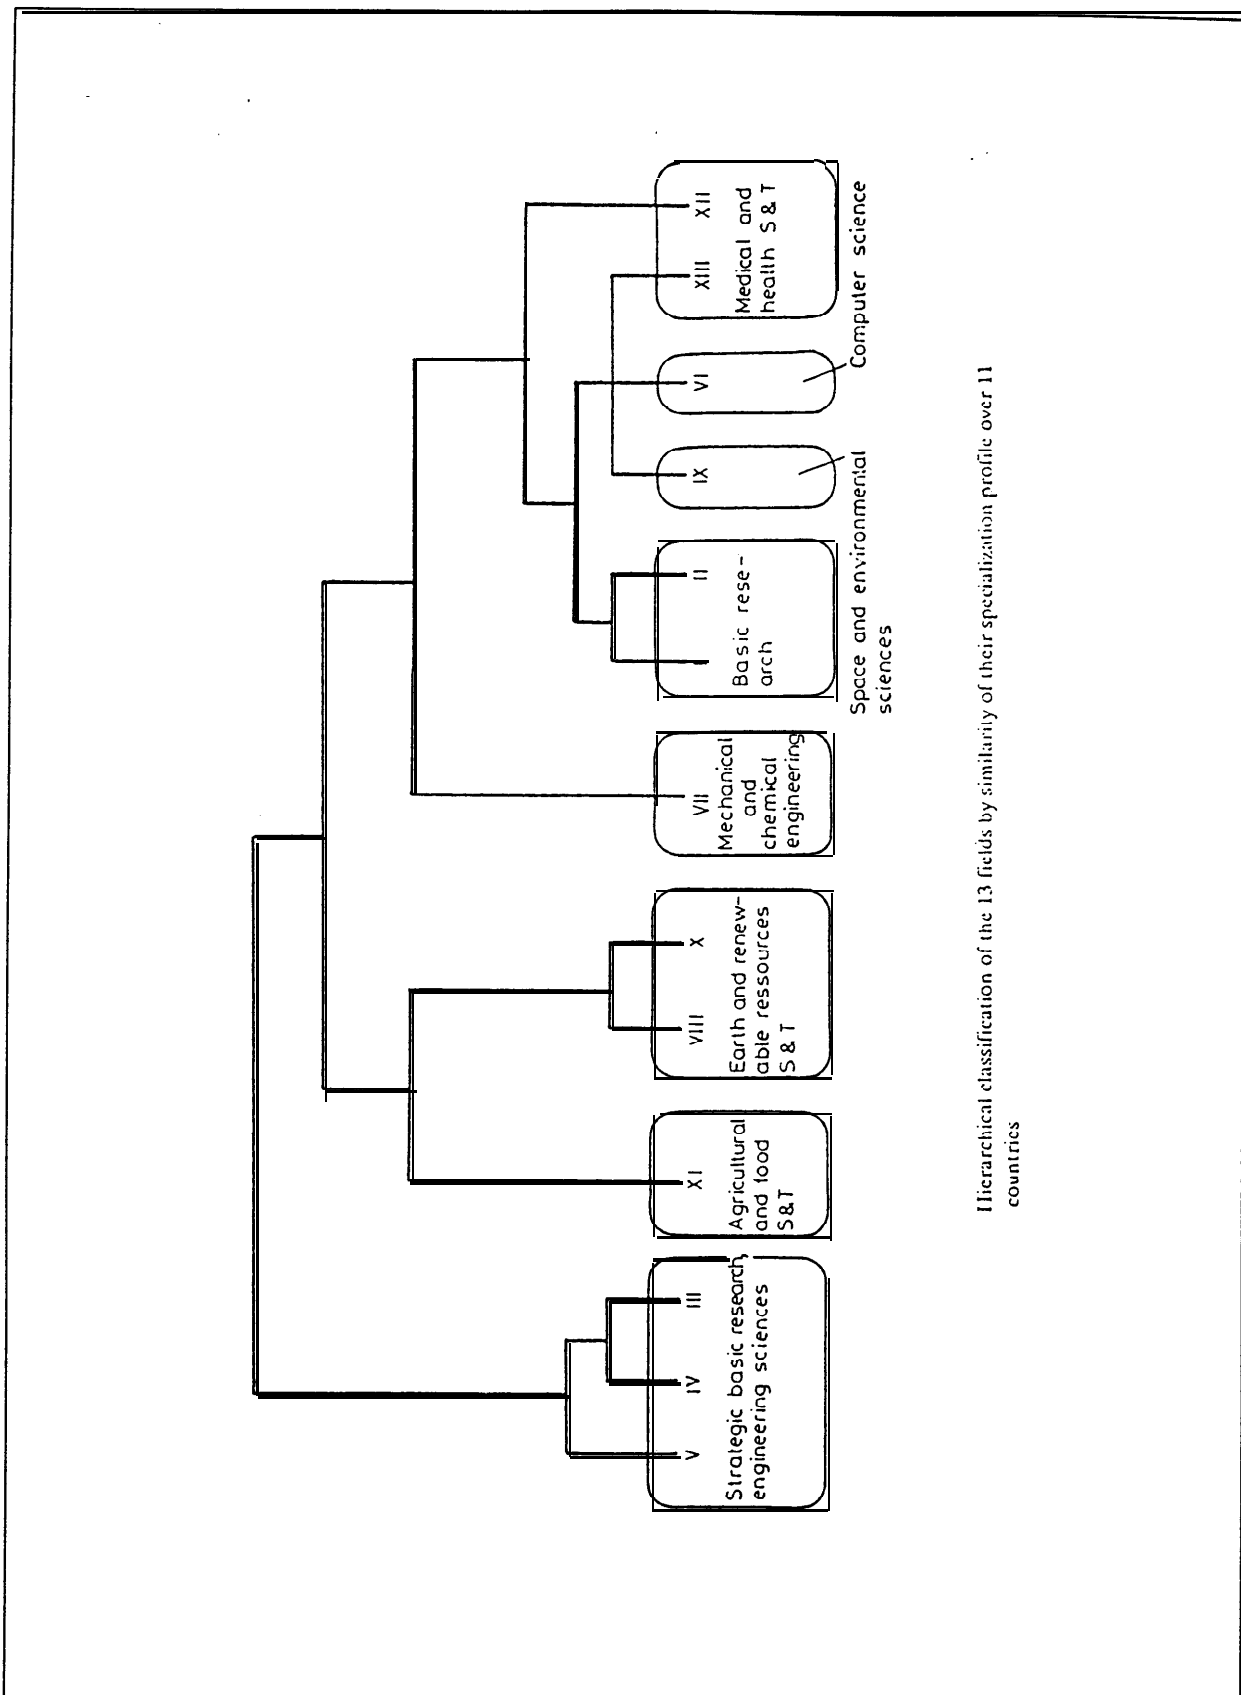 V
IV
III
Strategic basic research,
engineering sciences
XI
Agricultural
and food
S&T
VIII
X
Earth and renew-
able ressources
S & T
VII
Mechanical
and
chemical
engineering
II
Basic rese-
arch
IX
VI
XIII
XII
Medical and
health S & T
Space and environmental
sciences
Computer science
Hierarchical classification of the 13 fields by similarity of their specialization profile over 11
countries